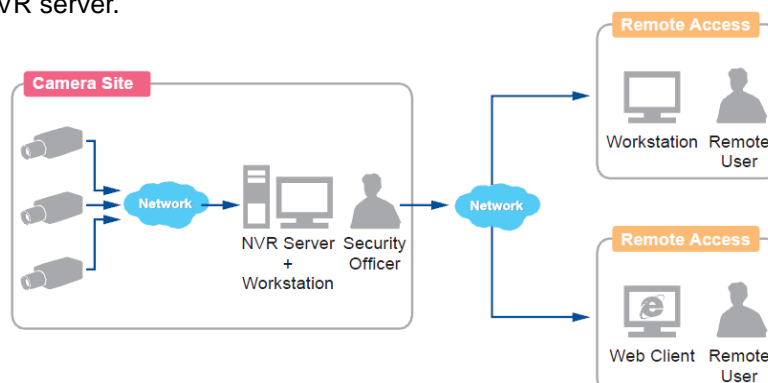 VR server.
Camera Site
Network
NVR Server
+
Workstation
Security
Officer
Network
Remote Access
Workstation
Remote
User
Remote Access
Web Client
Remote
User